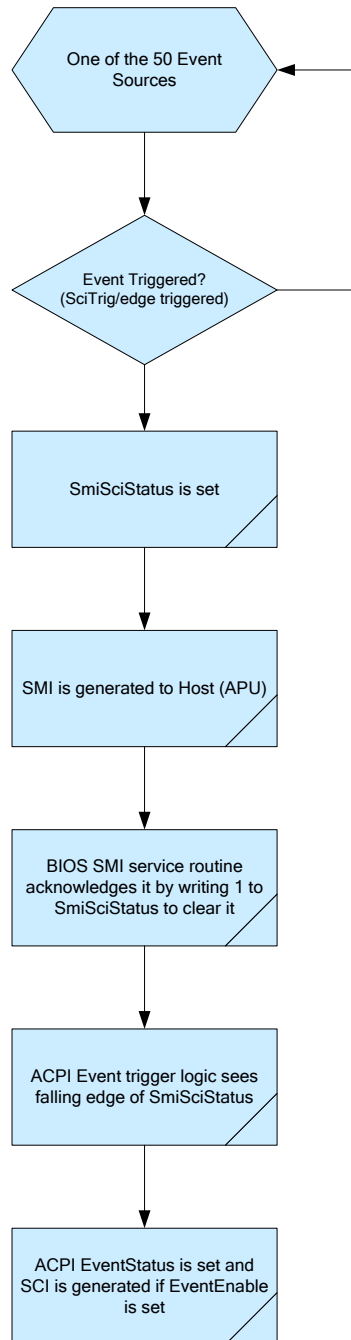 One of the 50 Event
Sources
Event Triggered?
(SciTrig/edge triggered)
SmiSciStatus is set
SMI is generated to Host (APU)
BIOS SMI service routine
acknowledges it by writing 1 to
SmiSciStatus to clear it
ACPI Event trigger logic sees
falling edge of SmiSciStatus
ACPI EventStatus is set and
SCI is generated if EventEnable
is set